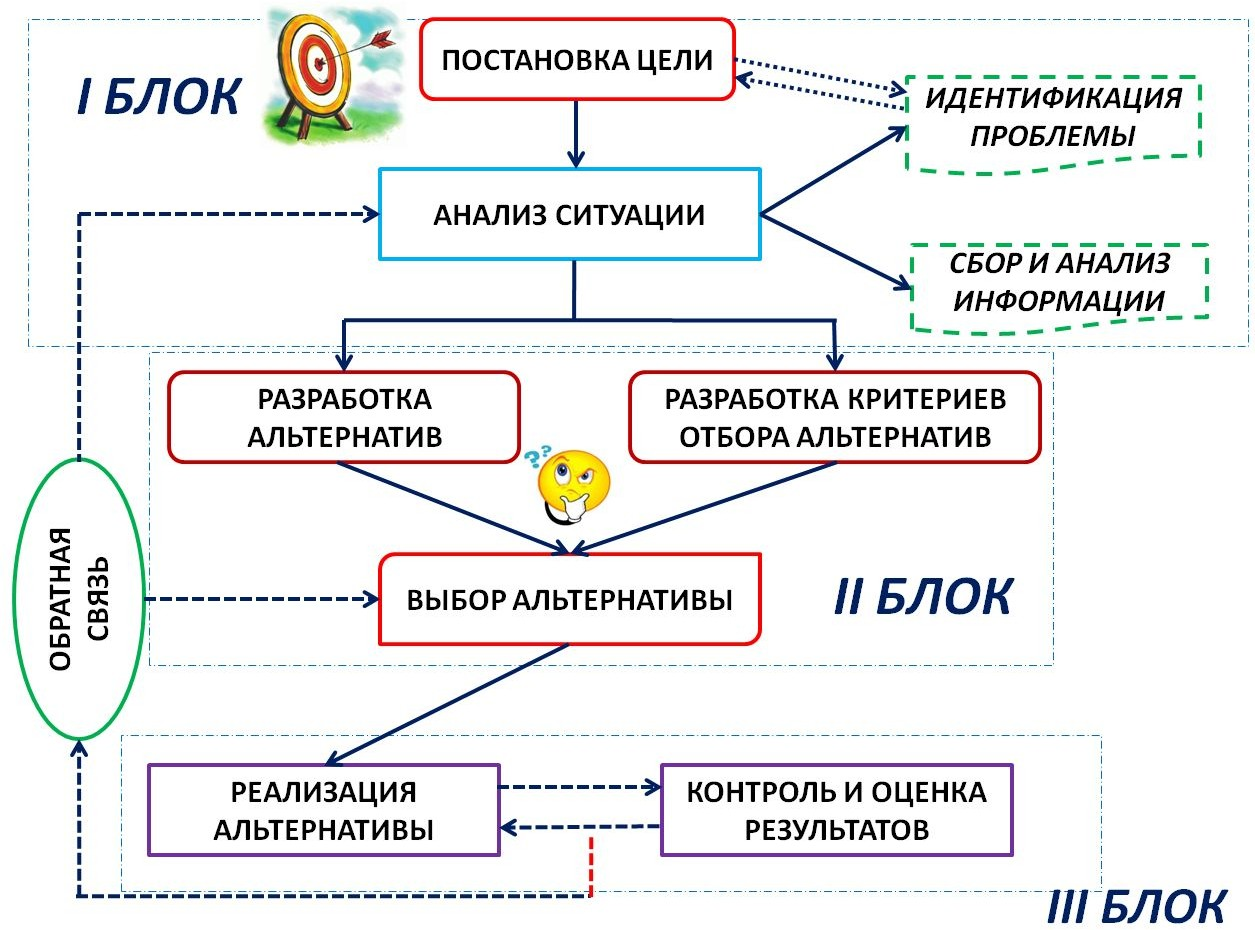 I БЛОК
ПОСТАНОВКА ЦЕЛИ
ИДЕНТИФИКАЦИЯ
ПРОБЛЕМЫ
АНАЛИЗ СИТУАЦИИ
СБОР И АНАЛИЗ
ИНФОРМАЦИИ
РАЗРАБОТКА
АЛЬТЕРНАТИВ
РАЗРАБОТКА КРИТЕРИЕВ
ОТБОРА АЛЬТЕРНАТИВ
??
ОБРАТНАЯ
СВЯЗЬ
ВЫБОР АЛЬТЕРНАТИВЫ
II БЛОК
РЕАЛИЗАЦИЯ
АЛЬТЕРНАТИВЫ
КОНТРОЛЬ И ОЦЕНКА
РЕЗУЛЬТАТОВ
III БЛОК